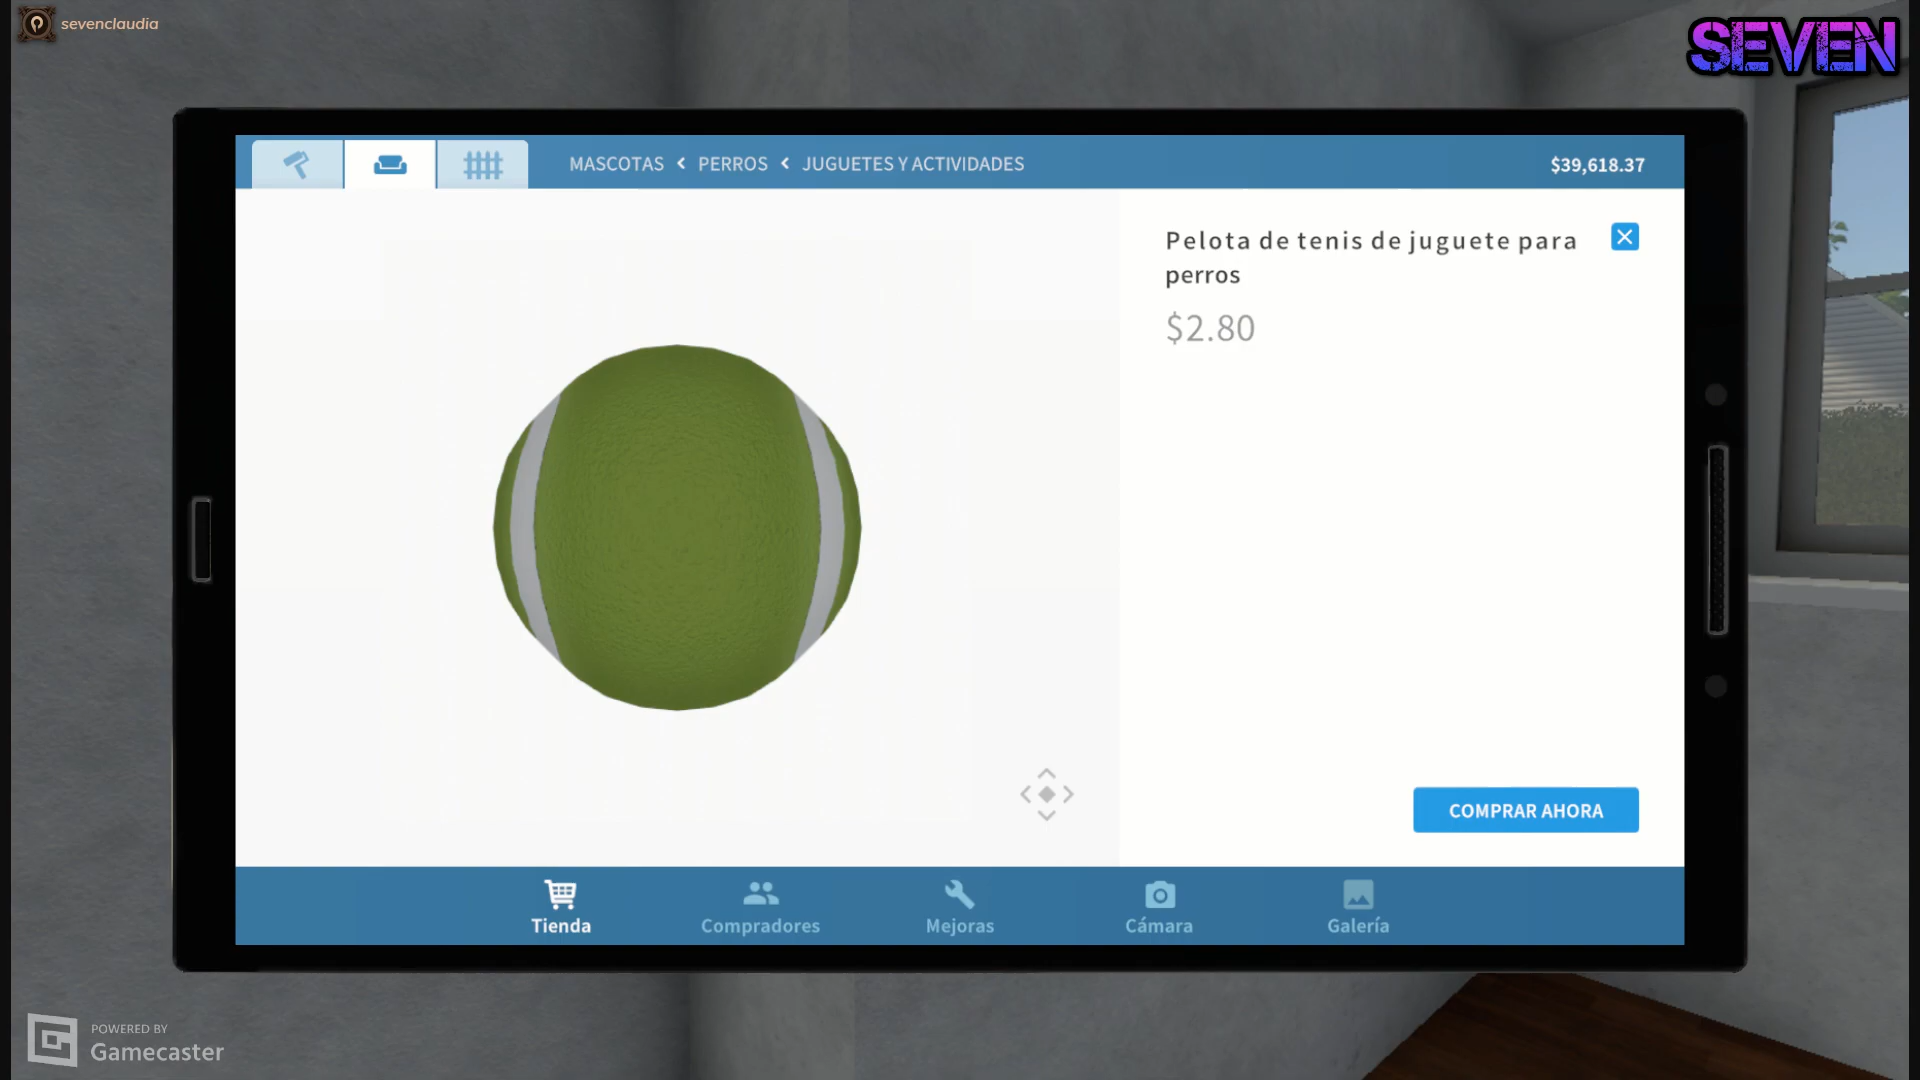 sevenclaudia
SEVEN
MASCOTAS < PERROS < JUGUETES Y ACTIVIDADES
$39,618.37
Pelota de tenis de juguete para
perros
$2.80
COMPRAR AHORA
Tienda
Compradores
Mejoras
Cámara
Galería
POWERED BY
Gamecaster